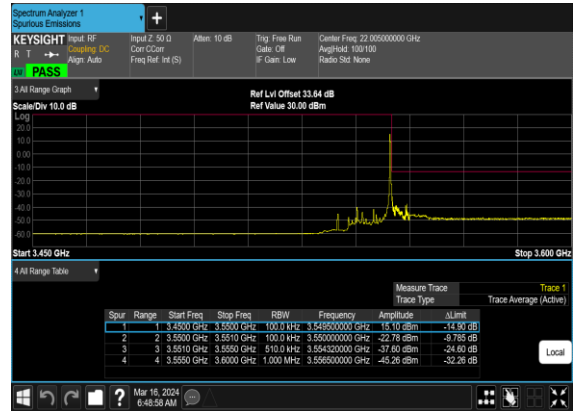 Spectrum Analyzer 1
Spurious Emissions
KEYSIGHT Input: RF Input Z: 50 Ω Atten: 10 dB Trig: Free Run Center Freq: 22.005000000 GHz
R T Coupling: DC Corr CCorr Gate: Off Avg|Hold: 100/100
Align: Auto Freq Ref: Int (S) IF Gain: Low Radio Std: None
LW PASS
3 All Range Graph
Ref Lvl Offset 33.64 dB
Scale/Div 10.0 dB Ref Value 30.00 dBm
Log
20.0
10.0
0.00
-10.0
-20.0
-30.0
-40.0
-50.0
-60.0
Start 3.450 GHz Stop 3.600 GHz
4 All Range Table
Measure Trace Trace 1
Trace Type Trace Average (Active)
Spur Range Start Freq Stop Freq RBW Frequency Amplitude ΔLimit
1 1 3.4500 GHz 3.5500 GHz 100.0 kHz 3.549500000 GHz 15.10 dBm -14.90 dB
2 2 3.5500 GHz 3.5510 GHz 100.0 kHz 3.550000000 GHz -22.78 dBm -9.785 dB
3 3 3.5510 GHz 3.5550 GHz 510.0 kHz 3.554320000 GHz -37.60 dBm -24.60 dB
4 4 3.5550 GHz 3.6000 GHz 1.000 MHz 3.556500000 GHz -45.26 dBm -32.26 dB
Local
Mar 16, 2024
6:48:58 AM